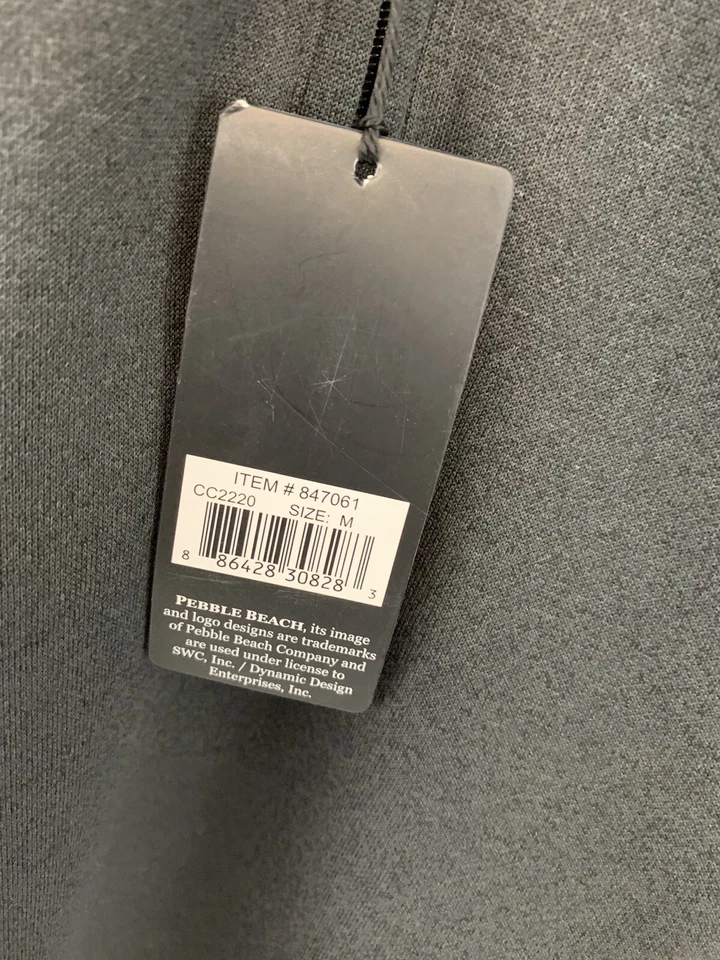 ITEM # 847061
CC2220 SIZE: M
8 86428 30828 3
PEBBLE BEACH, its image
and logo designs are trademarks
of Pebble Beach Company and
are used under license to
SWC, Inc. / Dynamic Design
Enterprises, Inc.